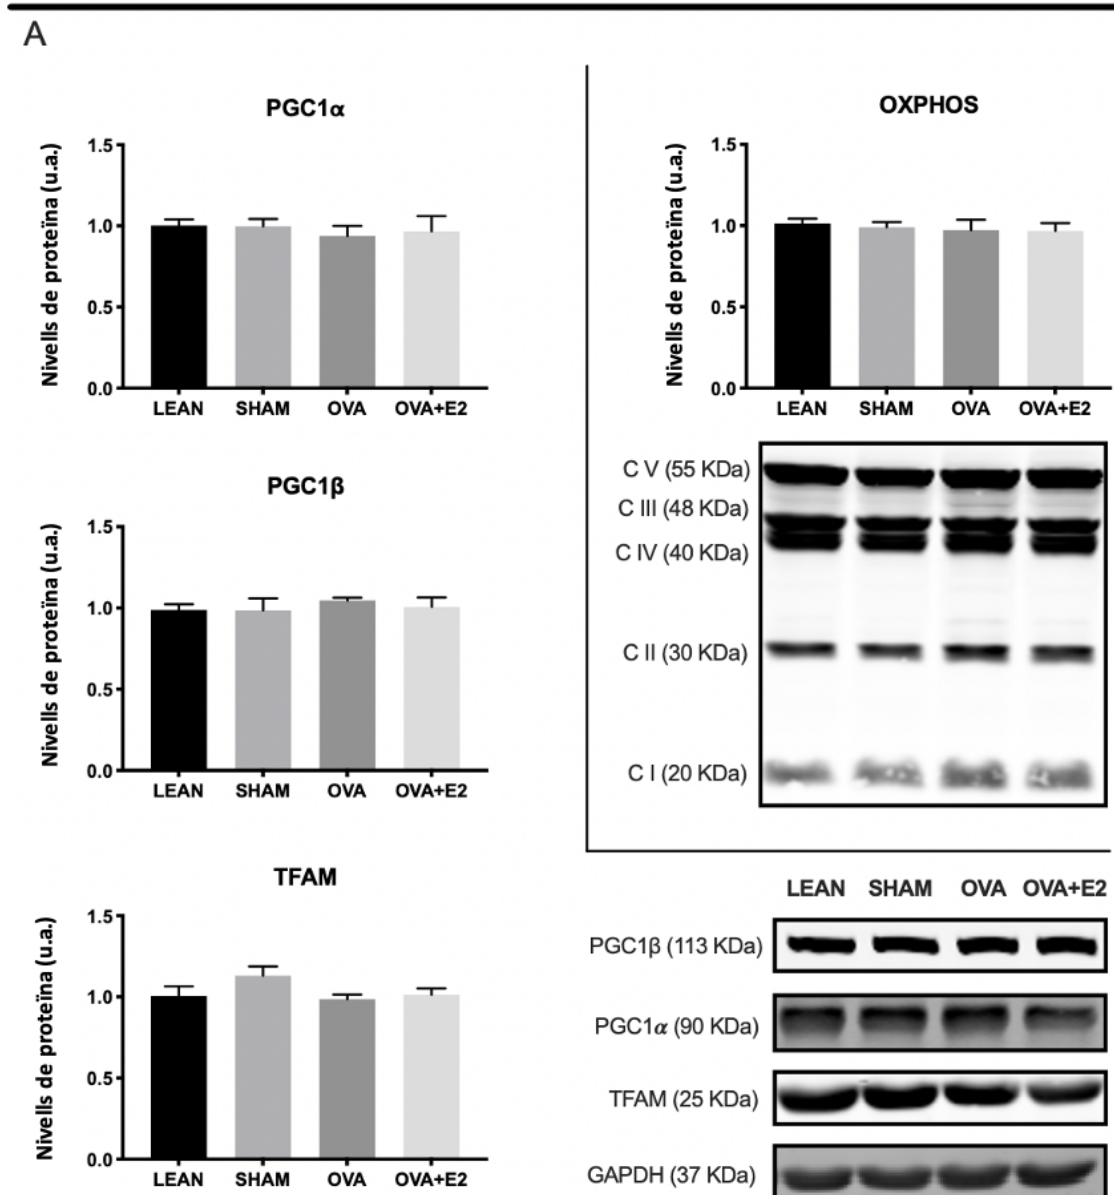 A
PGC1α
Nivells de proteïna (u.a.)
1.5
1.0
0.5
0.0
LEAN SHAM OVA OVA+E2
PGC1β
Nivells de proteïna (u.a.)
1.5
1.0
0.5
0.0
LEAN SHAM OVA OVA+E2
TFAM
Nivells de proteïna (u.a.)
1.5
1.0
0.5
0.0
LEAN SHAM OVA OVA+E2
OXPHOS
Nivells de proteïna (u.a.)
1.5
1.0
0.5
0.0
LEAN SHAM OVA OVA+E2
C V (55 KDa)
C III (48 KDa)
C IV (40 KDa)
C II (30 KDa)
C I (20 KDa)
LEAN SHAM OVA OVA+E2
PGC1β (113 KDa)
PGC1α (90 KDa)
TFAM (25 KDa)
GAPDH (37 KDa)